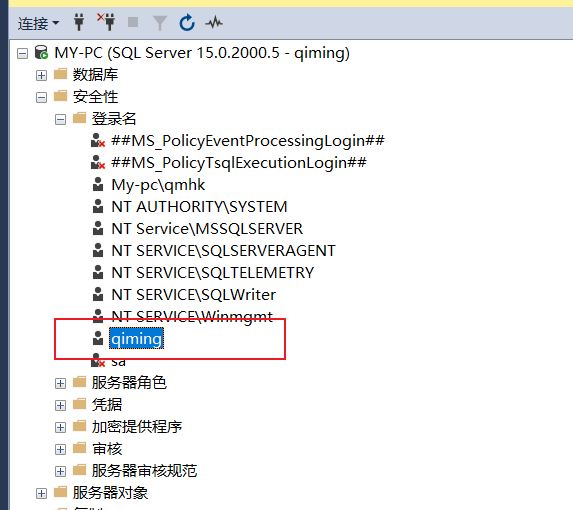 连接
MY-PC (SQL Server 15.0.2000.5 - qiming)
数据库
安全性
登录名
##MS_PolicyEventProcessingLogin##
##MS_PolicyTsqlExecutionLogin##
My-pc\qmhk
NT AUTHORITY\SYSTEM
NT Service\MSSQLSERVER
NT SERVICE\SQLSERVERAGENT
NT SERVICE\SQLTELEMETRY
NT SERVICE\SQLWriter
NT SERVICE\Winmgmt
qiming
sa
服务器角色
凭据
加密提供程序
审核
服务器审核规范
服务器对象